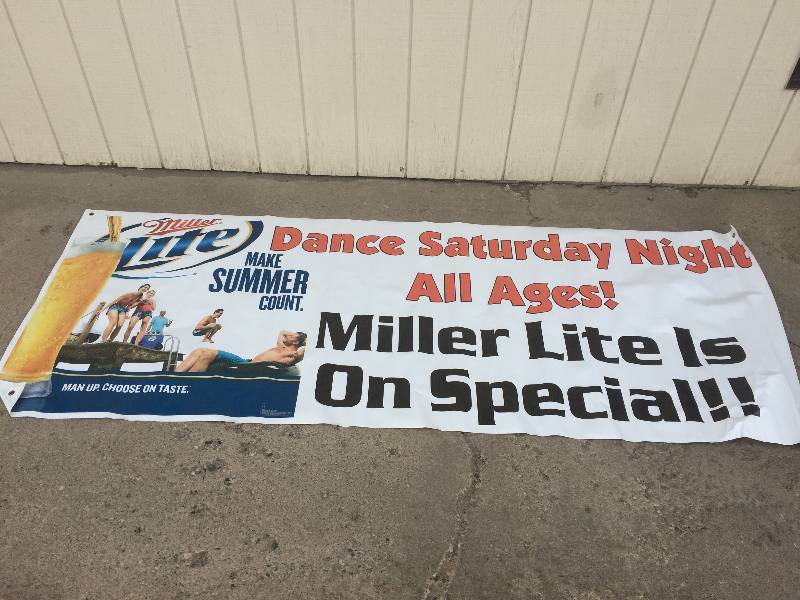 Miller
Lite
MAKE
SUMMER
COUNT.
MAN UP. CHOOSE ON TASTE.
Dance Saturday Night
All Ages!
Miller Lite Is
On Special!!